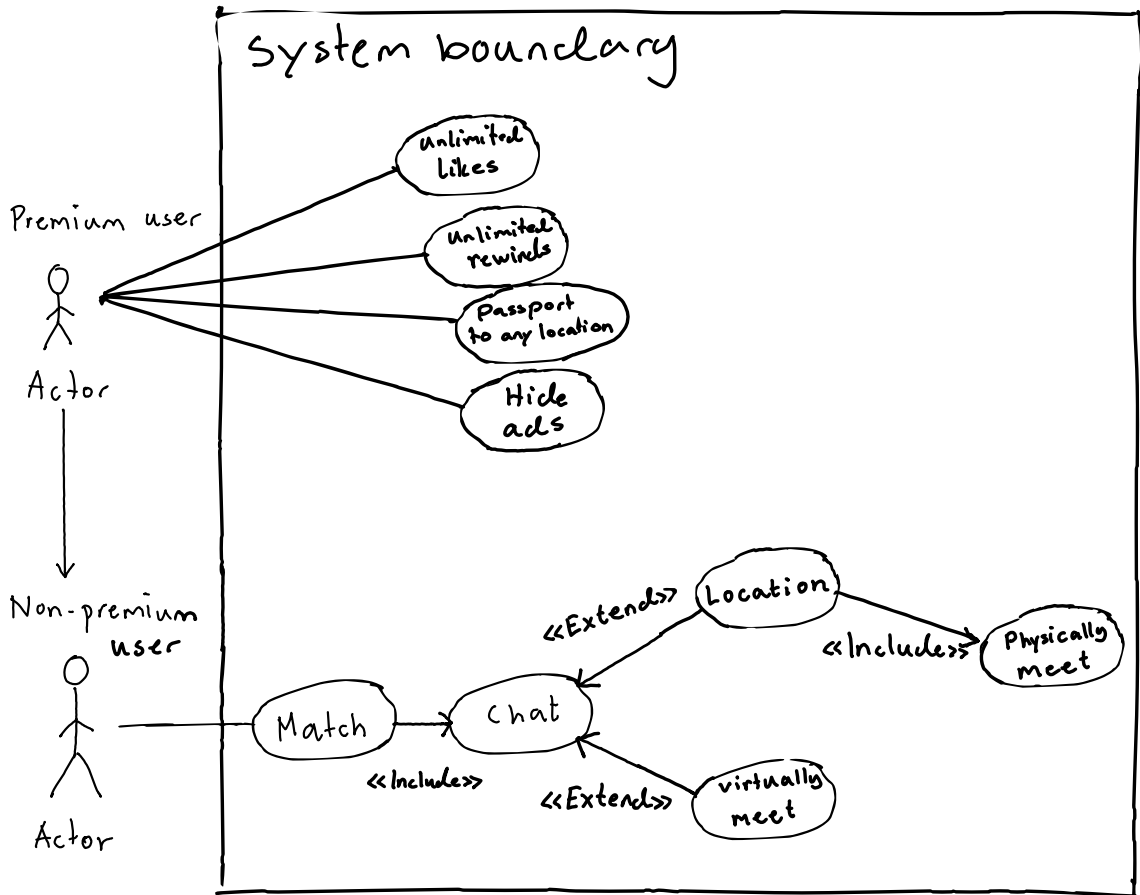 System boundary
Unlimited
likes
Premium user
Unlimited
rewinds
Passport
to any location
Actor
Hide
ads
Non-premium
user
Location
<<Extend>>
Physically
meet
<<Include>>
Match
Chat
<<Include>>
<<Extend>>
virtually
meet
Actor